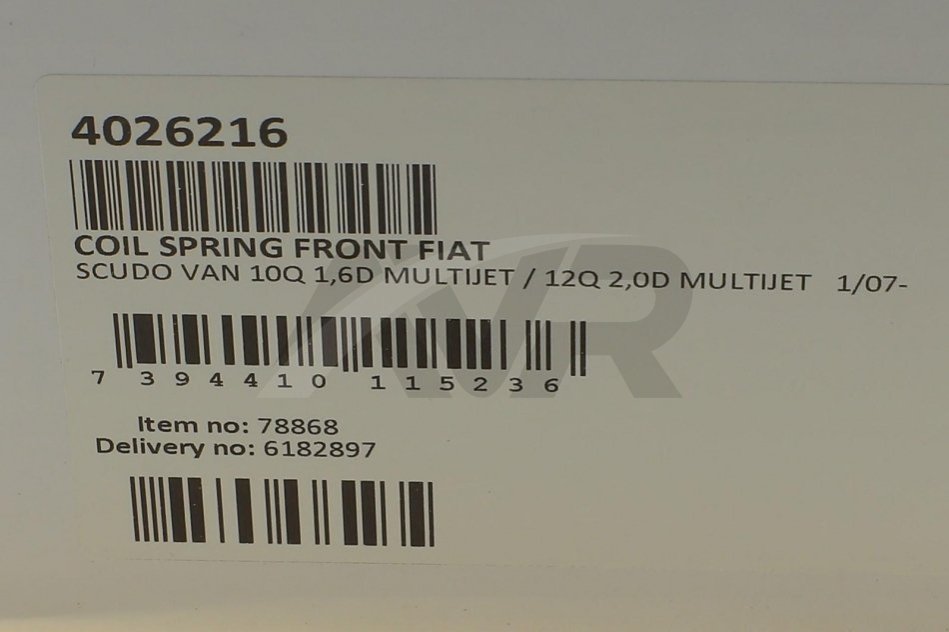 4026216
COIL SPRING FRONT FIAT
SCUDO VAN 10Q 1,6D MULTIJET / 12Q 2,0D MULTIJET 1/07-
AVR
7 394410 115236
Item no: 78868
Delivery no: 6182897